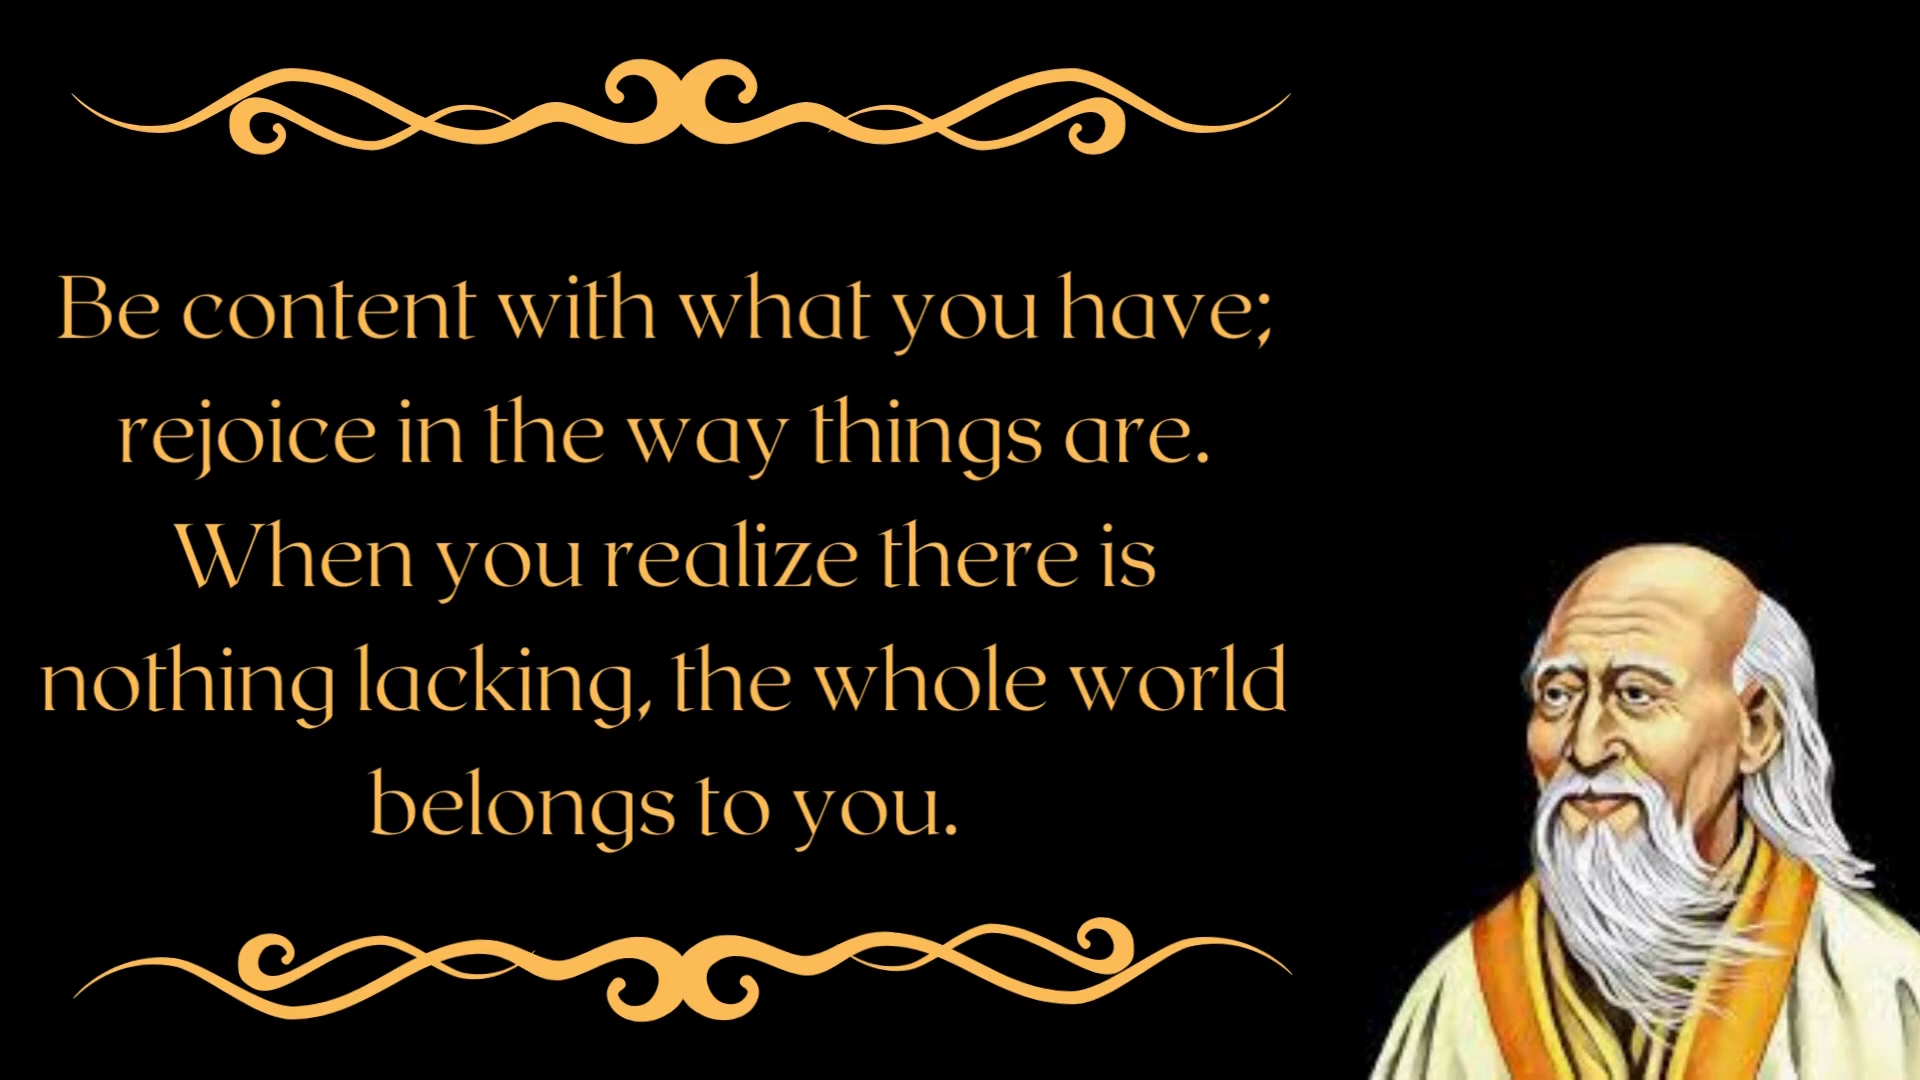 Be content with what you have;
rejoice in the way things are.
When you realize there is
nothing lacking, the whole world
belongs to you.